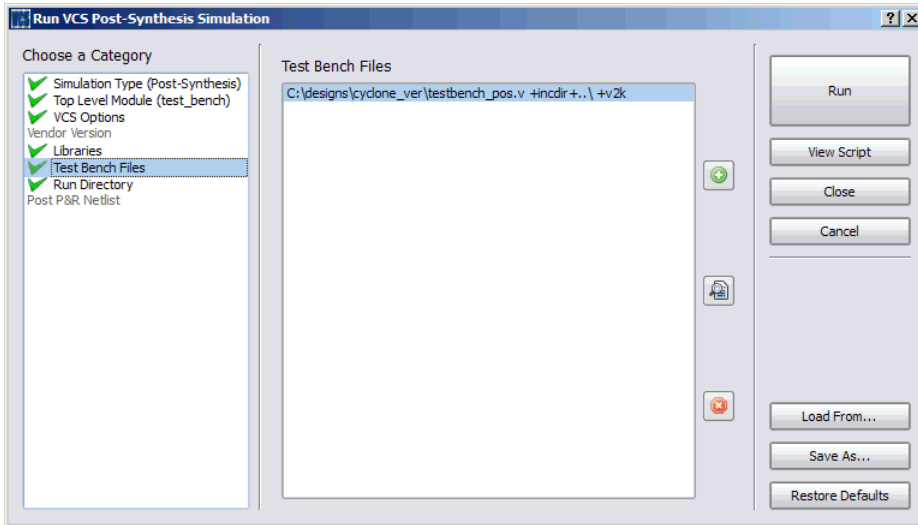 Run VCS Post-Synthesis Simulation
Choose a Category
Simulation Type (Post-Synthesis)
Top Level Module (test_bench)
VCS Options
Vendor Version
Libraries
Test Bench Files
Run Directory
Post P&R Netlist
Test Bench Files
C:\designs\cyclone_ver\testbench_pos.v +incdir+..\ +v2k
Run
View Script
Close
Cancel
Load From...
Save As...
Restore Defaults